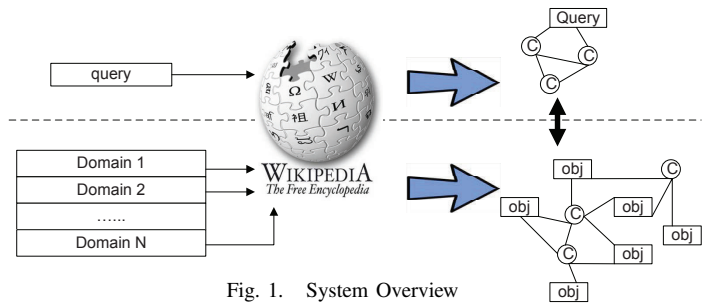 Query
C
C
C
query
Ω
W
祖
И
WIKIPEDIA
The Free Encyclopedia
Domain 1
Domain 2
......
Domain N
obj
C
obj
C
obj
obj
C
obj
obj
Fig. 1. System Overview